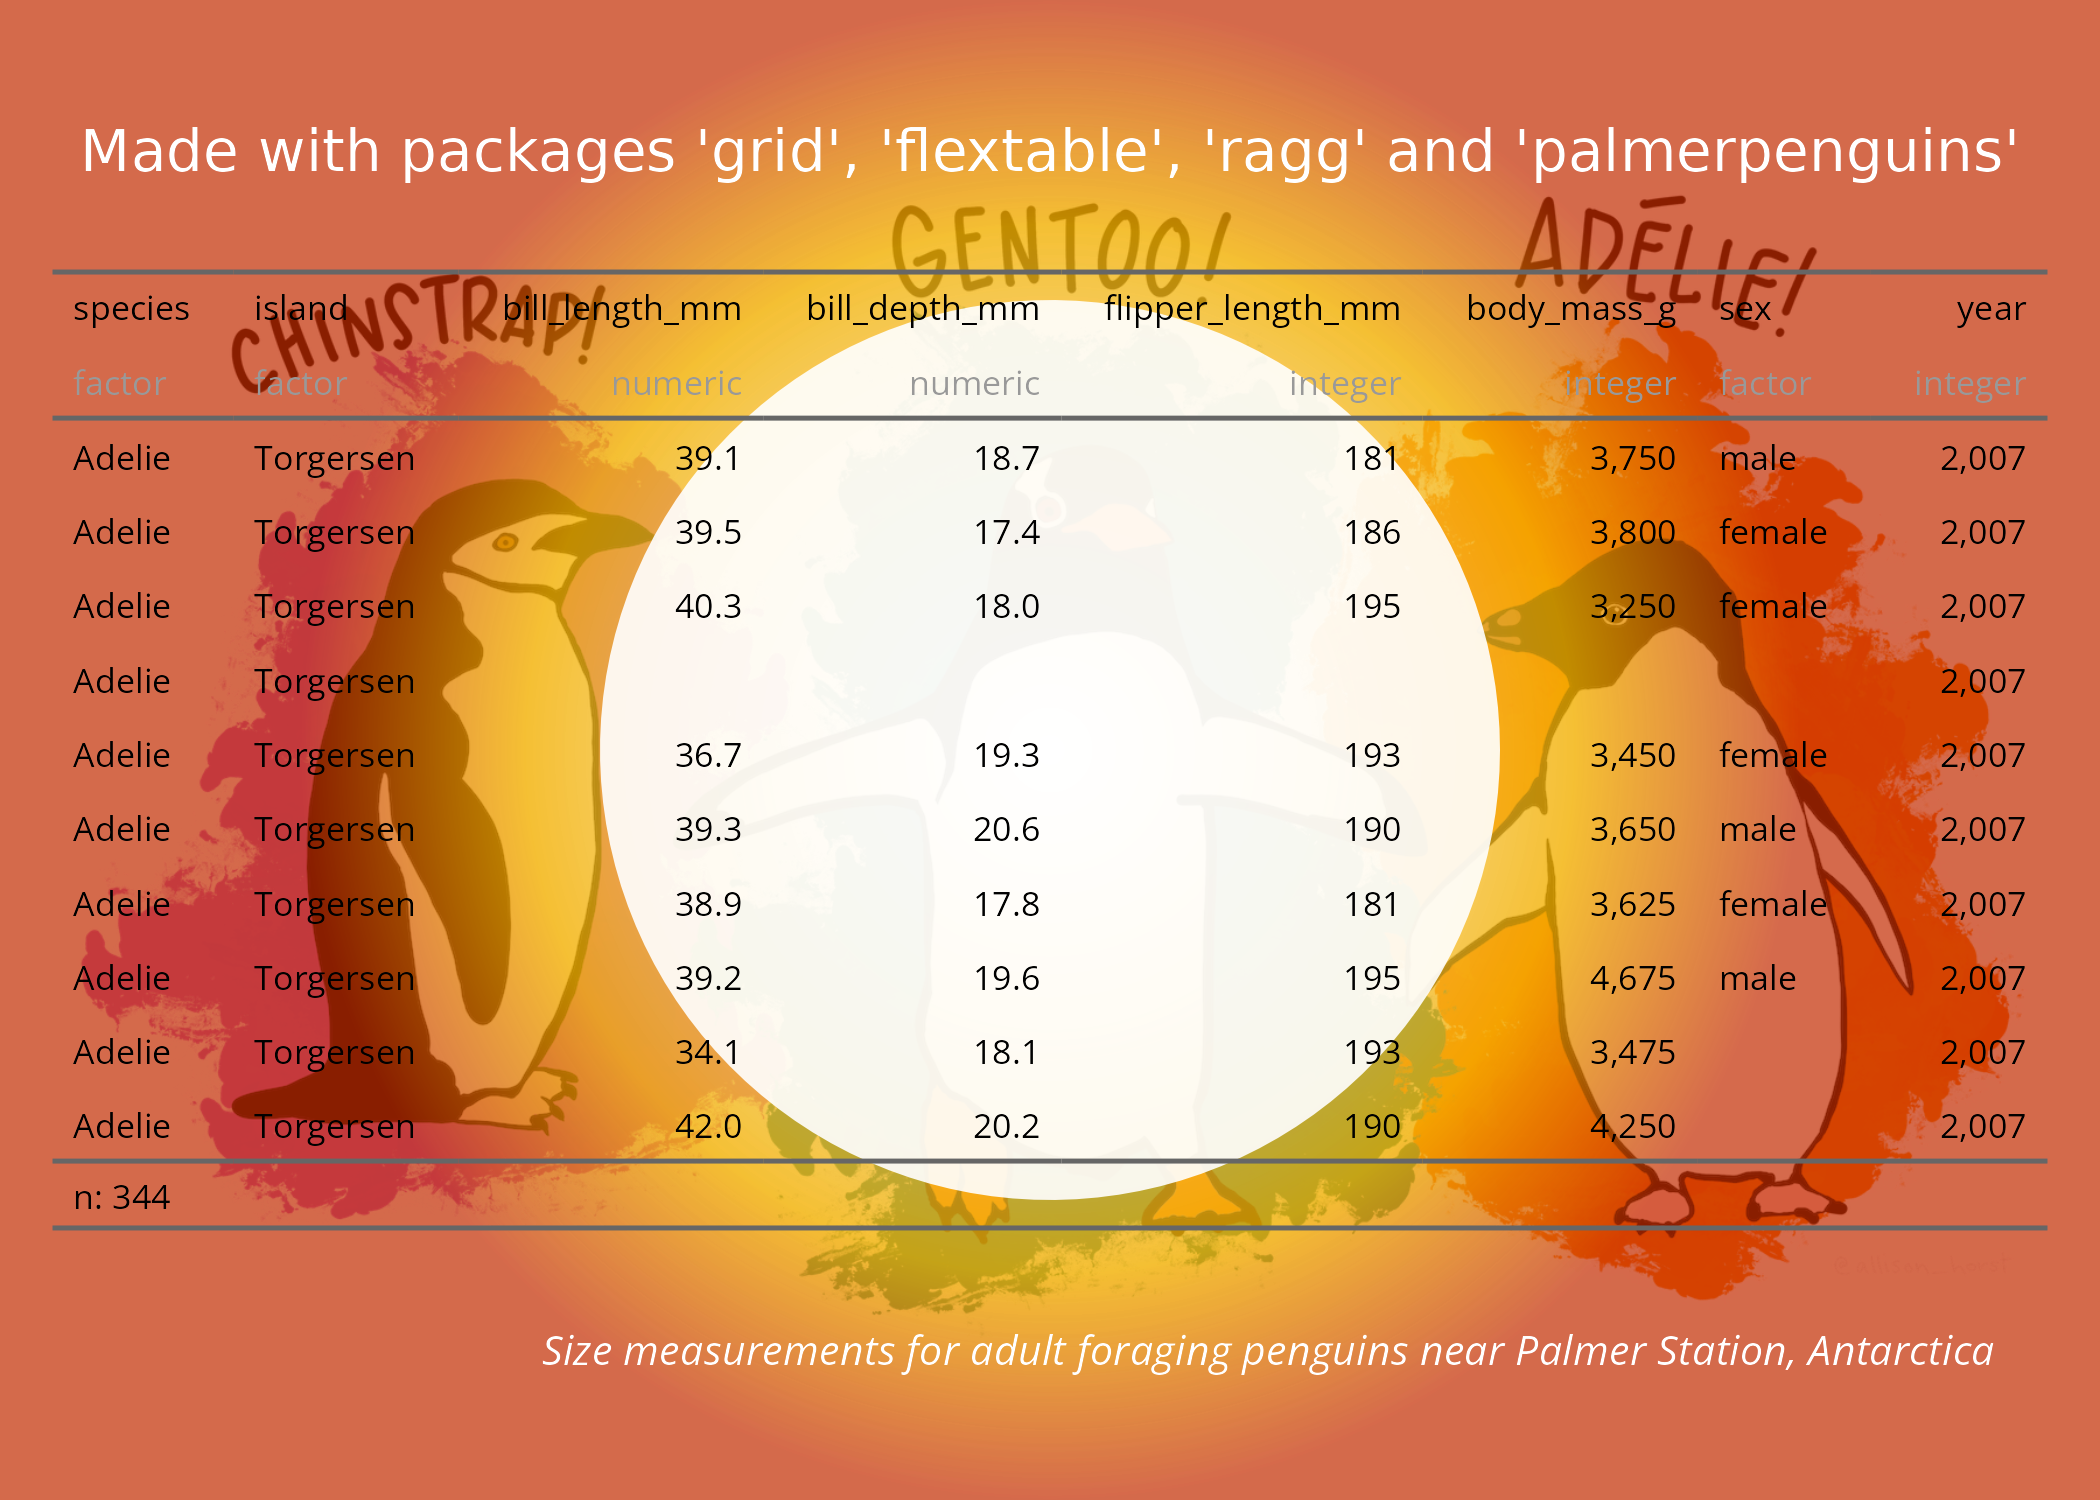 Made with packages 'grid', 'flextable', 'ragg' and 'palmerpenguins'
GENTOO!
ADĒLIE!
CHINSTRAP!
species island bill_length_mm bill_depth_mm flipper_length_mm body_mass_g sex year
factor factor numeric numeric integer integer factor integer
Adelie Torgersen 39.1 18.7 181 3,750 male 2,007
Adelie Torgersen 39.5 17.4 186 3,800 female 2,007
Adelie Torgersen 40.3 18.0 195 3,250 female 2,007
Adelie Torgersen 2,007
Adelie Torgersen 36.7 19.3 193 3,450 female 2,007
Adelie Torgersen 39.3 20.6 190 3,650 male 2,007
Adelie Torgersen 38.9 17.8 181 3,625 female 2,007
Adelie Torgersen 39.2 19.6 195 4,675 male 2,007
Adelie Torgersen 34.1 18.1 193 3,475 2,007
Adelie Torgersen 42.0 20.2 190 4,250 2,007
n: 344
Size measurements for adult foraging penguins near Palmer Station, Antarctica